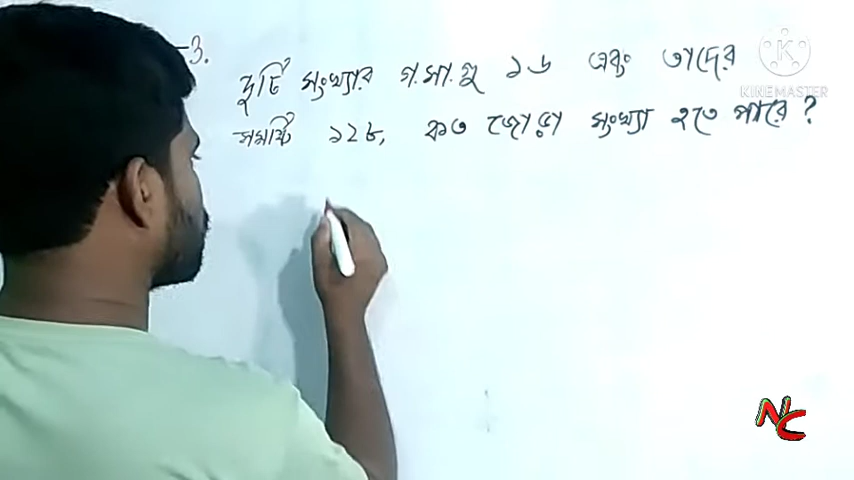 -3.
দুটি সংখ্যার গ.সা.গু ১৬ এবং তাদের
সমষ্টি ১২৮, কত জোড়া সংখ্যা হতে পারে ?
KINEMASTER
NC